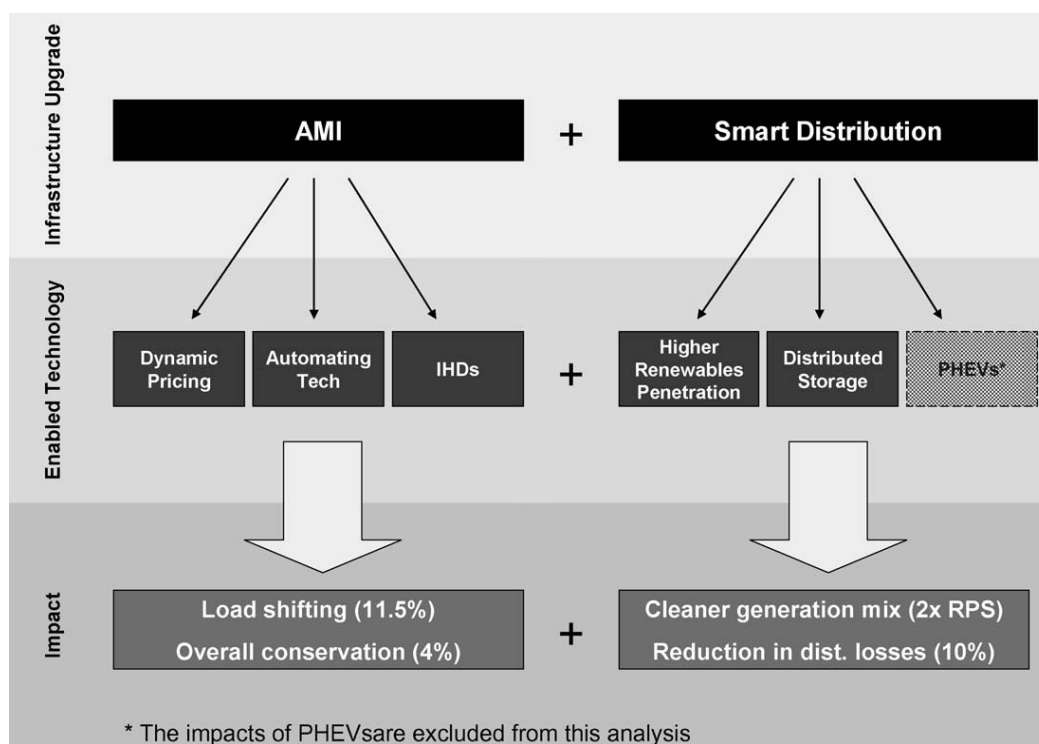 Infrastructure Upgrade
AMI
+
Smart Distribution
Enabled Technology
Dynamic
Pricing
Automating
Tech
IHDs
+
Higher
Renewables
Penetration
Distributed
Storage
PHEVs*
Impact
Load shifting (11.5%)
Overall conservation (4%)
+
Cleaner generation mix (2x RPS)
Reduction in dist. losses (10%)
* The impacts of PHEVsare excluded from this analysis